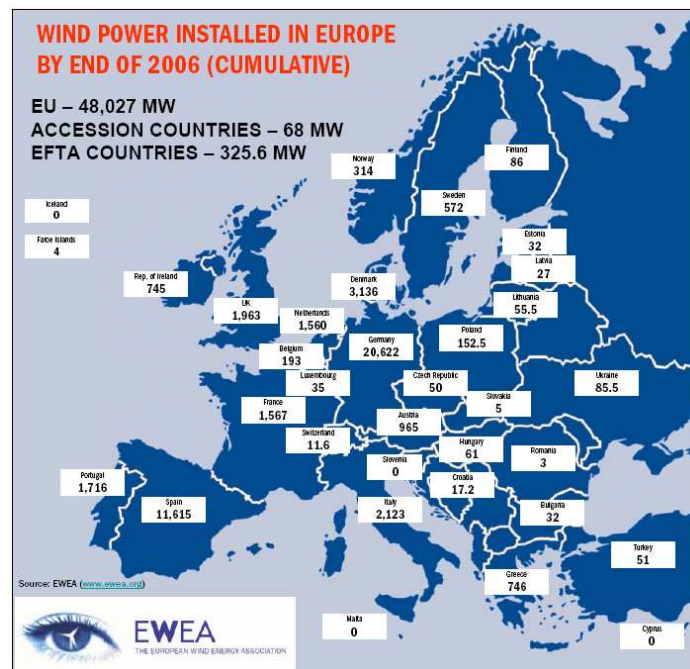 WIND POWER INSTALLED IN EUROPE
BY END OF 2006 (CUMULATIVE)
EU – 48,027 MW
ACCESSION COUNTRIES – 68 MW
EFTA COUNTRIES – 325.6 MW
Finland
86
Norway
314
Sweden
572
Iceland
0
Faroe Islands
4
Estonia
32
Latvia
27
Rep. of Ireland
745
Denmark
3,136
Lithuania
55.5
UK
1,963
Netherlands
1,560
Germany
20,622
Poland
152.5
Belgium
193
Luxembourg
35
Czech Republic
50
Ukraine
85.5
Slovakia
5
France
1,567
Austria
965
Switzerland
11.6
Hungary
61
Romania
3
Slovenia
0
Croatia
17.2
Portugal
1,716
Spain
11,615
Italy
2,123
Bulgaria
32
Turkey
51
Greece
746
Source: EWEA (www.ewea.org)
Malta
0
Cyprus
0
EWEA
THE EUROPEAN WIND ENERGY ASSOCIATION